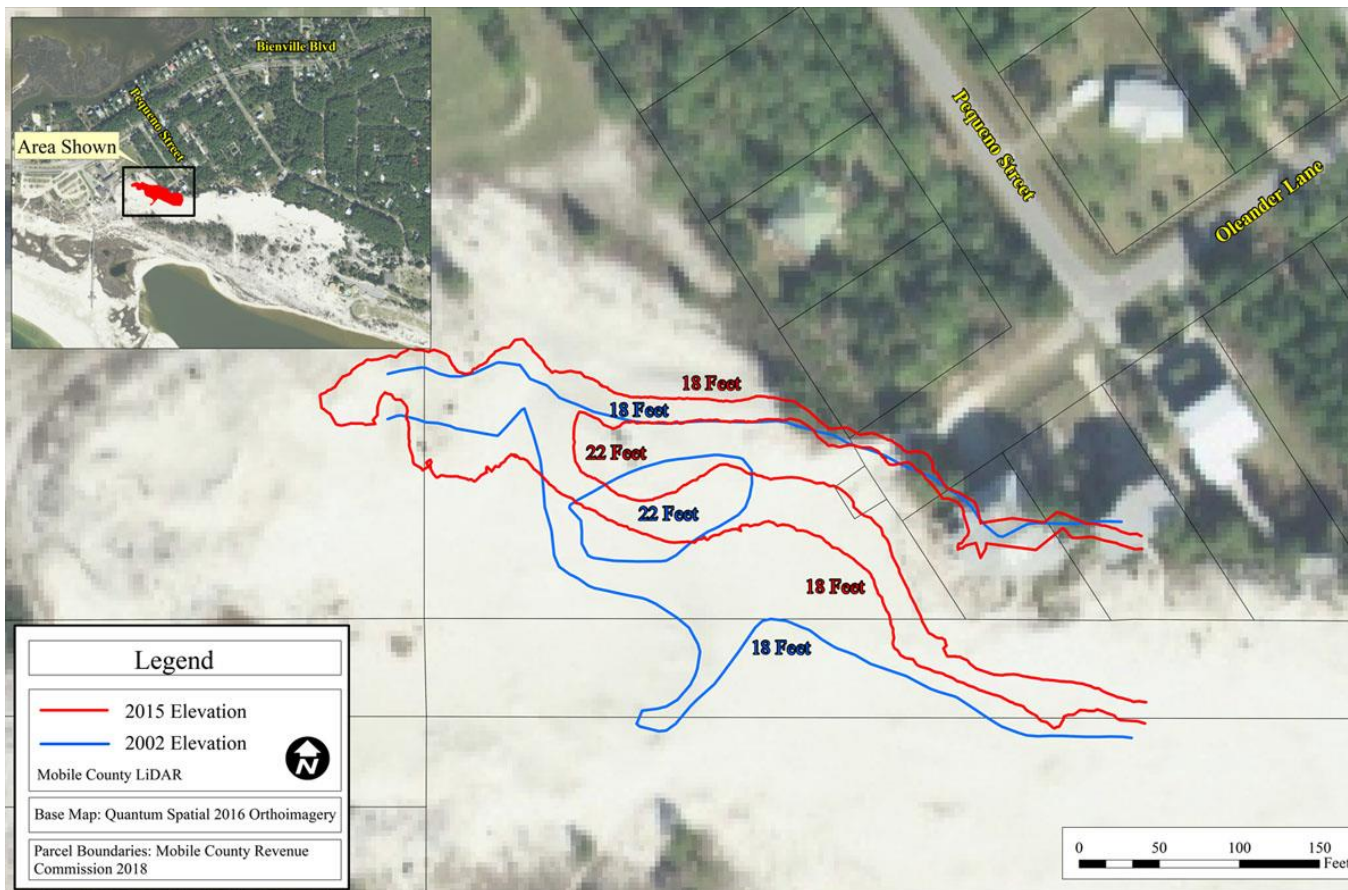 Bienville Blvd
Pequeno Street
Area Shown
Pequeno Street
Oleander Lane
18 Feet
18 Feet
22 Feet
22 Feet
18 Feet
18 Feet
Legend
2015 Elevation
2002 Elevation
Mobile County LiDAR
N
Base Map: Quantum Spatial 2016 Orthoimagery
Parcel Boundaries: Mobile County Revenue
Commission 2018
0 50 100 150
Feet